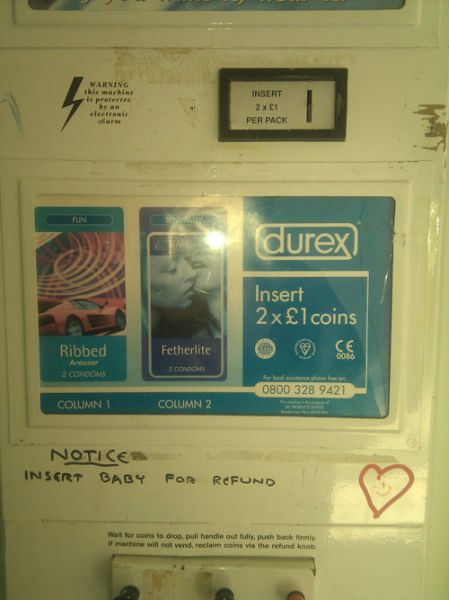 WARNING
this machine
is protected
by an
electronic
alarm
INSERT
2 x £1
PER PACK
FUN
durex
Insert
2 x £1 coins
CE
0086
Ribbed
Arouser
2 CONDOMS
Fetherlite
2 CONDOMS
For local assistance phone free on:
0800 328 9421
COLUMN 1
COLUMN 2
NOTICE
INSERT BABY FOR REFUND
Wait for coins to drop, pull handle out fully, push back firmly.
If machine will not vend, reclaim coins via the refund knob